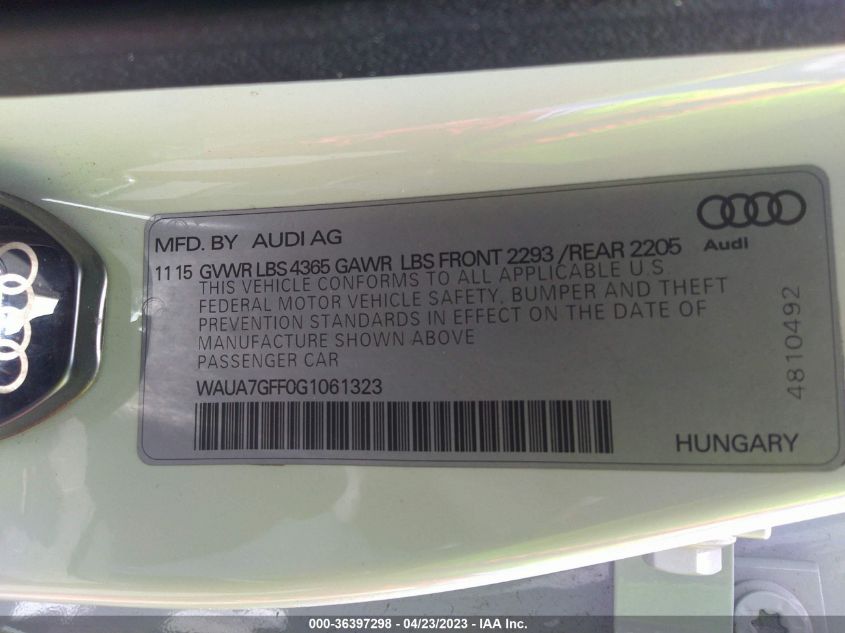 MFD. BY AUDI AG
Audi
11 15 GVWR LBS 4365 GAWR LBS FRONT 2293 /REAR 2205
THIS VEHICLE CONFORMS TO ALL APPLICABLE U.S.
FEDERAL MOTOR VEHICLE SAFETY, BUMPER AND THEFT
PREVENTION STANDARDS IN EFFECT ON THE DATE OF
MANUFACTURE SHOWN ABOVE
PASSENGER CAR
WAUA7GFF0G1061323
HUNGARY
4810492
000-36397298 - 04/23/2023 - IAA Inc.